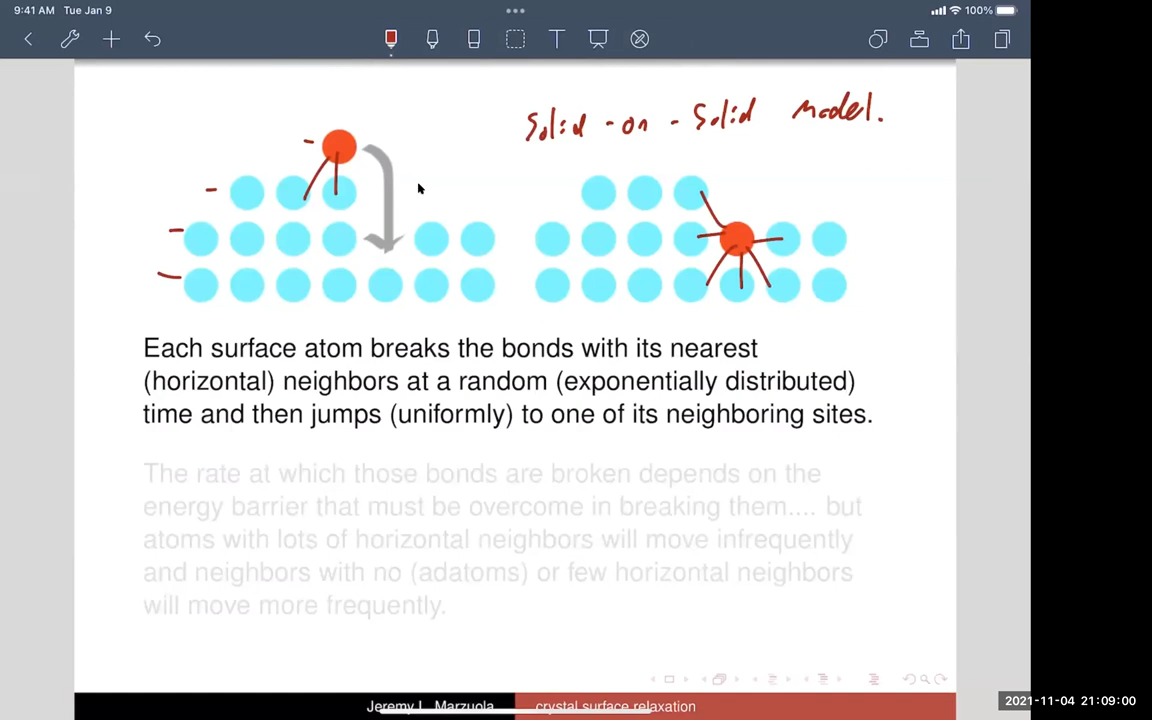 9:41 AM Tue Jan 9
100%
Solid-on-Solid Model.
Each surface atom breaks the bonds with its nearest
(horizontal) neighbors at a random (exponentially distributed)
time and then jumps (uniformly) to one of its neighboring sites.
The rate at which those bonds are broken depends on the
energy barrier that must be overcome in breaking them.... but
atoms with lots of horizontal neighbors will move infrequently
and neighbors with no (adatoms) or few horizontal neighbors
will move more frequently.
Jeremy L. Marzuola crystal surface relaxation
2021-11-04 21:09:00